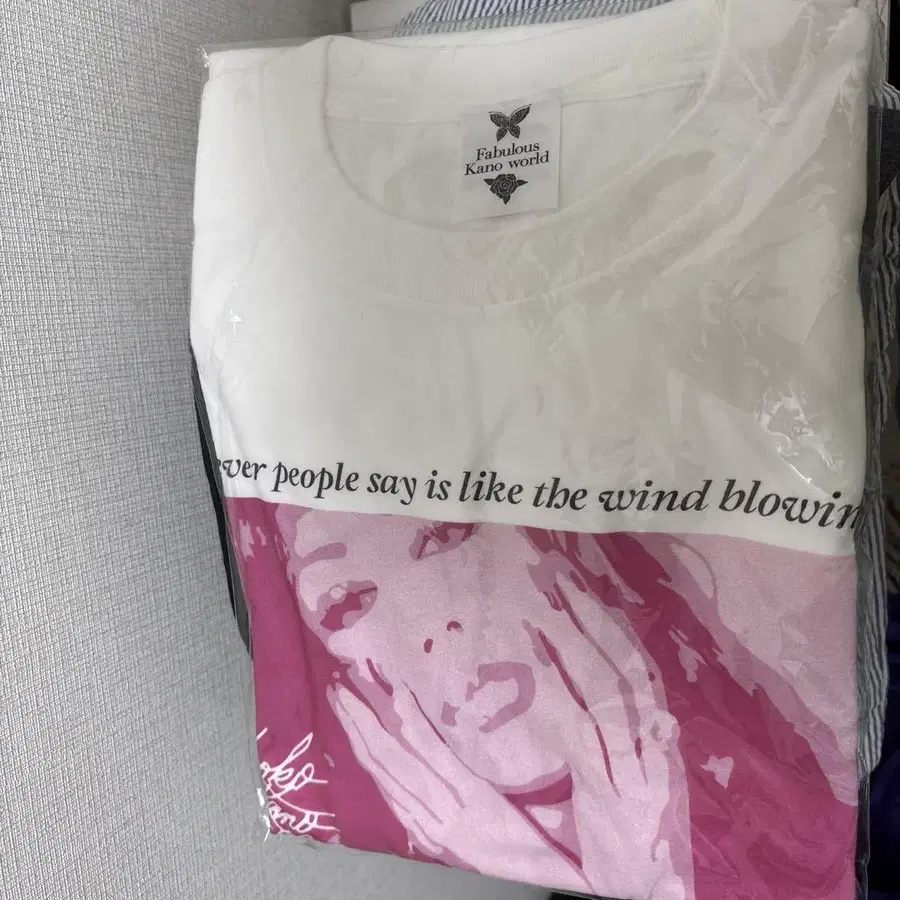 Fabulous
Kano world
ever people say is like the wind blowin